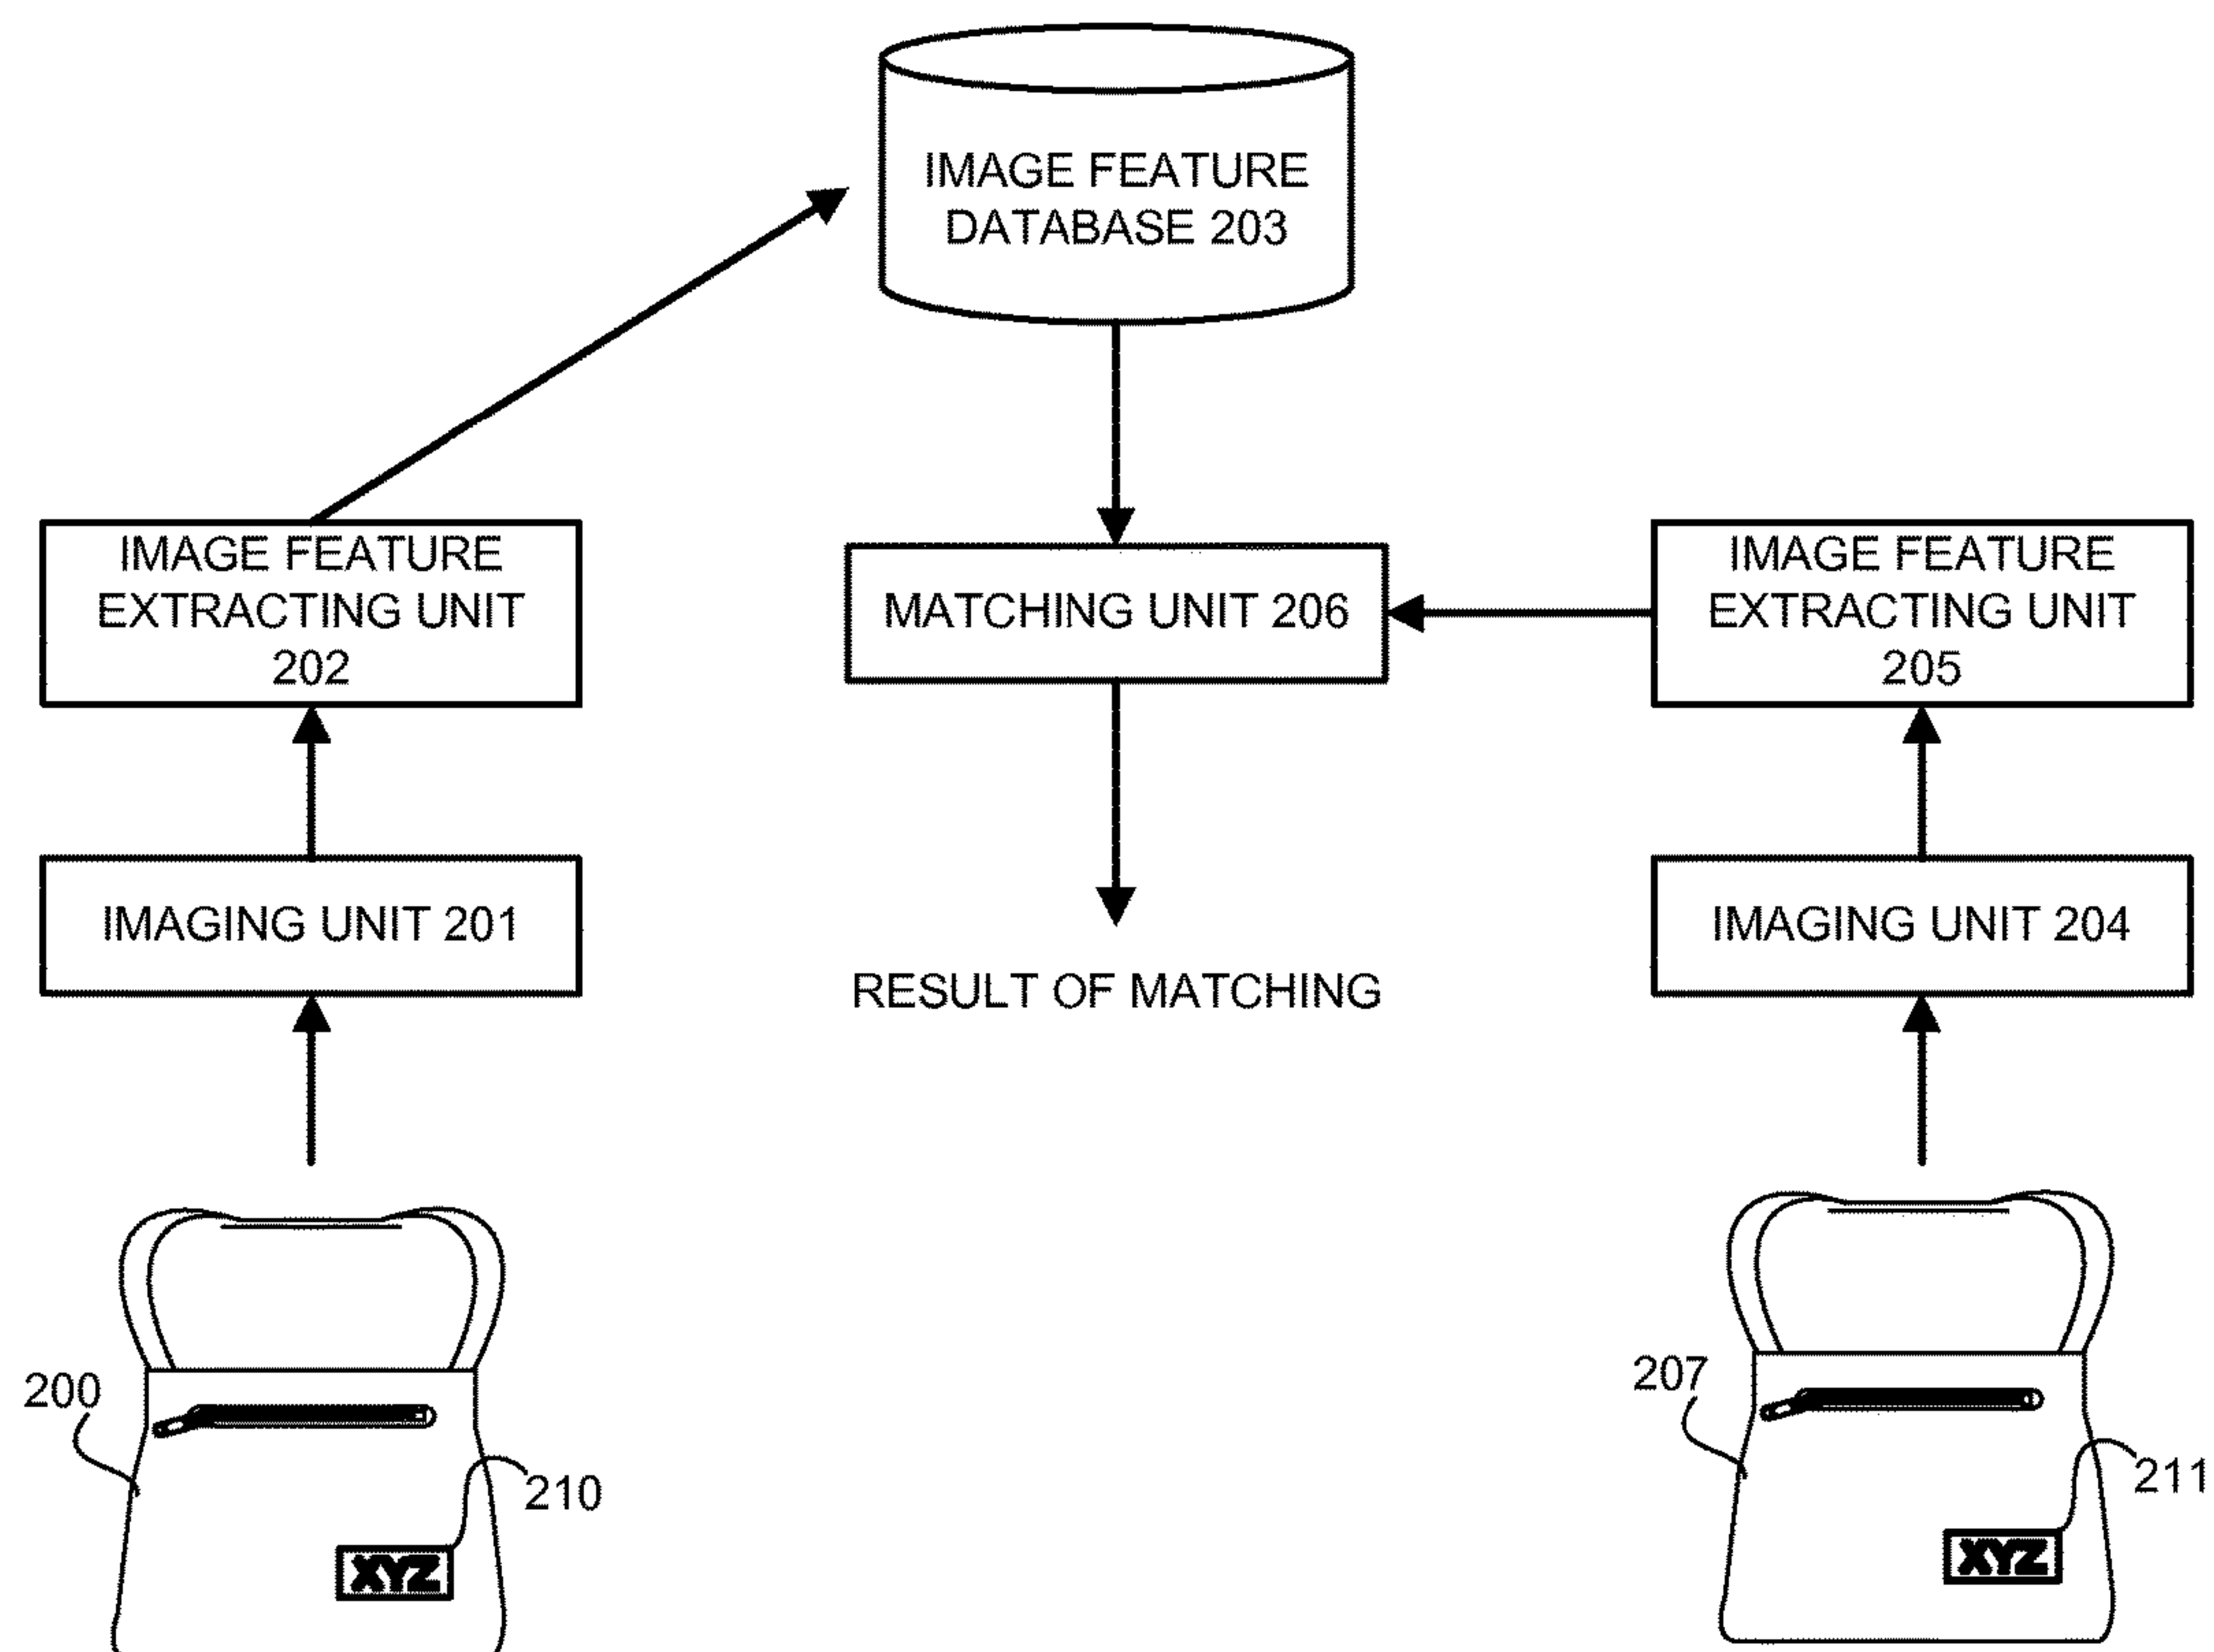 IMAGE FEATURE
DATABASE 203
IMAGE FEATURE
EXTRACTING UNIT
202
MATCHING UNIT 206
IMAGE FEATURE
EXTRACTING UNIT
205
IMAGING UNIT 201
RESULT OF MATCHING
IMAGING UNIT 204
200
210
XYZ
207
211
XYZ